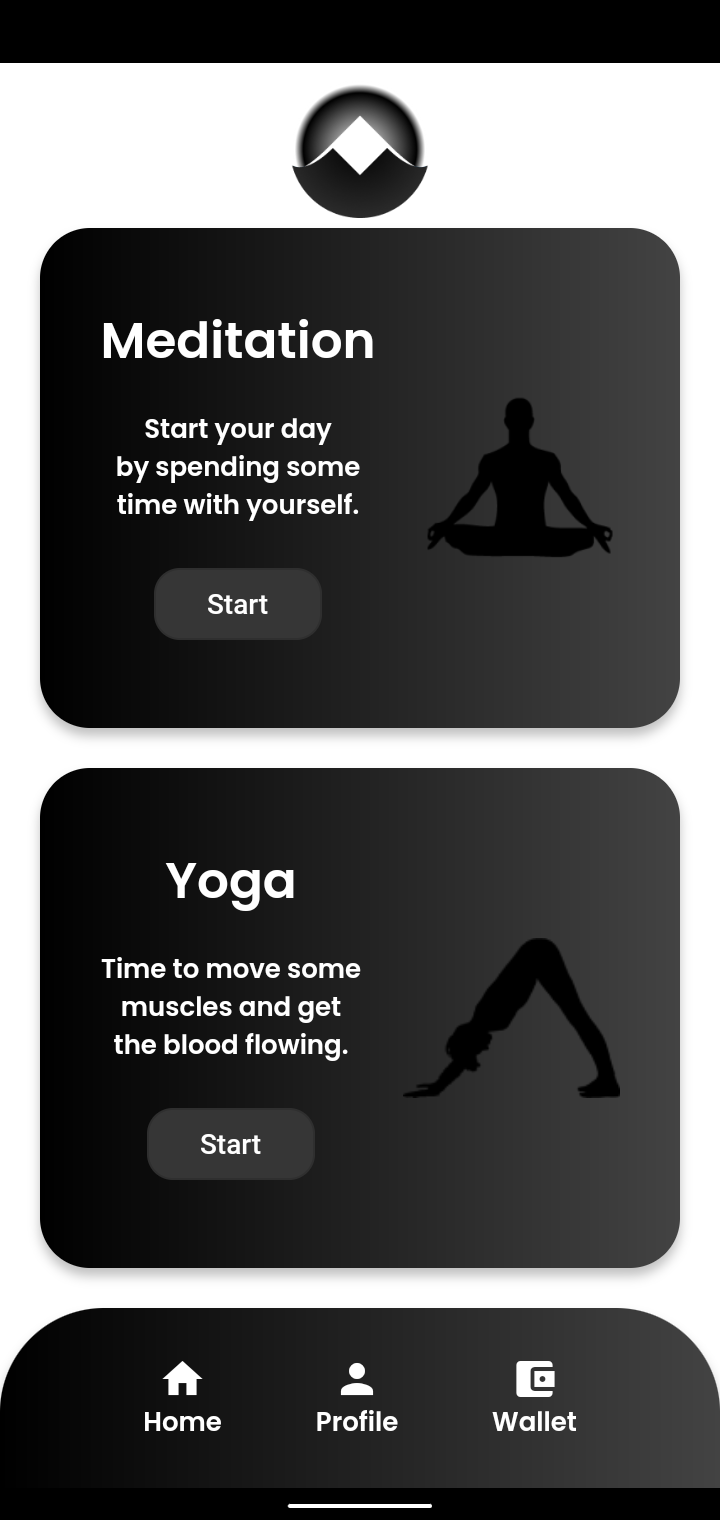 Meditation
Start your day
by spending some
time with yourself.
Start
Yoga
Time to move some
muscles and get
the blood flowing.
Start
Home
Profile
Wallet